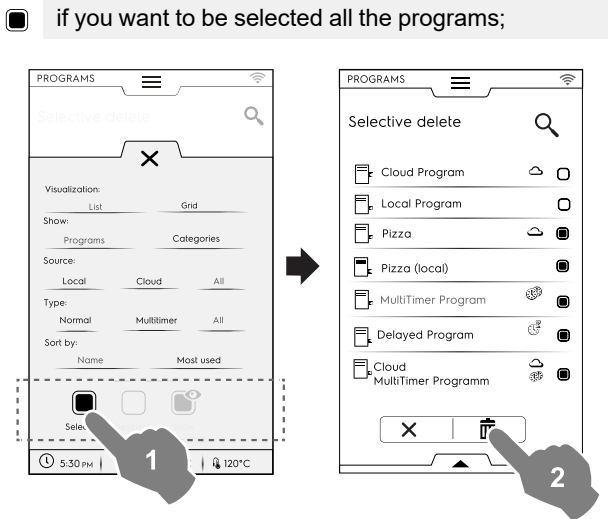 if you want to be selected all the programs;
PROGRAMS
Selective delete
Visualization:
List Grid
Show:
Programs Categories
Source:
Local Cloud All
Type:
Normal Multitimer All
Sort by:
Name Most used
1
5:30 PM 120°C
PROGRAMS
Selective delete
Cloud Program
Local Program
Pizza
Pizza (local)
MultiTimer Program
Delayed Program
Cloud
MultiTimer Programm
2